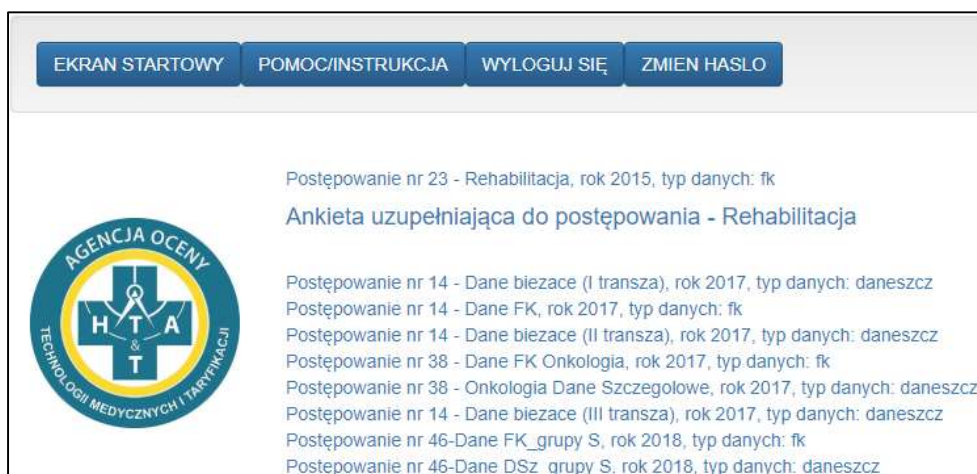 EKRAN STARTOWY POMOC/INSTRUKCJA WYLOGUJ SIĘ ZMIEN HASLO
Postępowanie nr 23 - Rehabilitacja, rok 2015, typ danych: fk
Ankieta uzupełniająca do postępowania - Rehabilitacja
AGENCJA OCENY
H T A
&
T
TECHNOLOGII MEDYCZNYCH I TARYFIKACJI
Postępowanie nr 14 - Dane biezace (I transza), rok 2017, typ danych: daneszcz
Postępowanie nr 14 - Dane FK, rok 2017, typ danych: fk
Postępowanie nr 14 - Dane biezace (II transza), rok 2017, typ danych: daneszcz
Postępowanie nr 38 - Dane FK Onkologia, rok 2017, typ danych: fk
Postępowanie nr 38 - Onkologia Dane Szczegolowe, rok 2017, typ danych: daneszcz
Postępowanie nr 14 - Dane biezace (III transza), rok 2017, typ danych: daneszcz
Postępowanie nr 46-Dane FK_grupy S, rok 2018, typ danych: fk
Postępowanie nr 46-Dane DSz_grupy S, rok 2018, typ danych: daneszcz